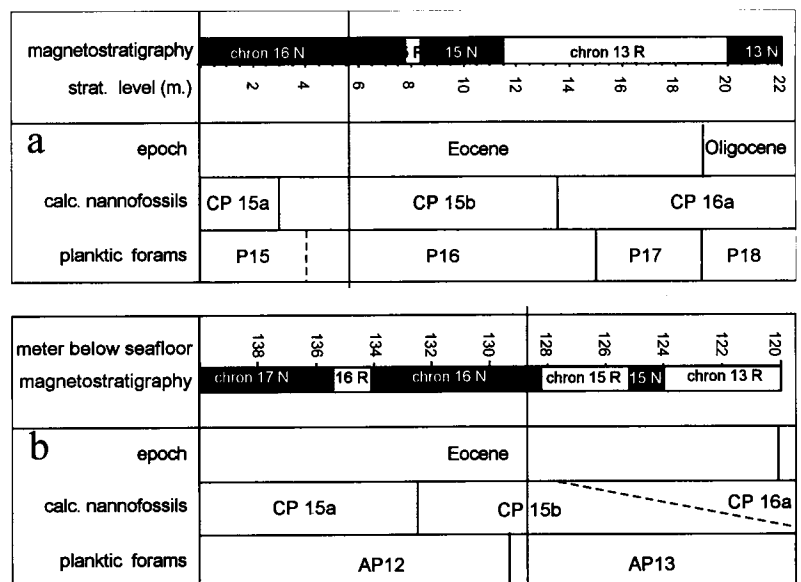 magnetostratigraphy chron 16 N 15 N chron 13 R 13 N
strat. level (m.) 2 4 6 8 10 12 14 16 18 20 22
a epoch Eocene Oligocene
calc. nannofossils CP 15a CP 15b CP 16a
planktic forams P15 P16 P17 P18
meter below seafloor 138 136 134 132 130 128 126 124 122 120
magnetostratigraphy chron 17 N 16 R chron 16 N chron 15 R 15 N chron 13 R
b epoch Eocene
calc. nannofossils CP 15a CP 15b CP 16a
planktic forams AP12 AP13